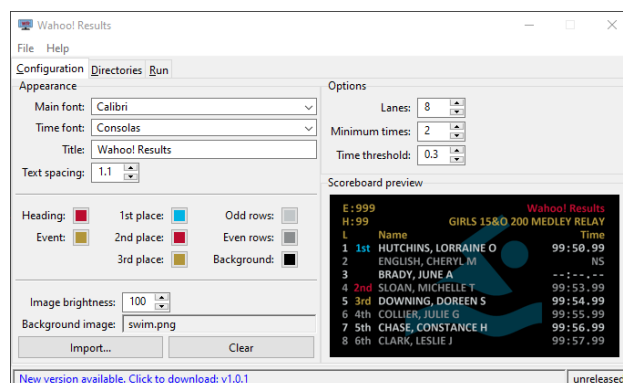 Wahoo! Results
File Help
Configuration Directories Run
Appearance
Main font: Calibri
Time font: Consolas
Title: Wahoo! Results
Text spacing: 1.1
Heading: 1st place: Odd rows:
Event: 2nd place: Even rows:
3rd place: Background:
Image brightness: 100
Background image: swim.png
Import... Clear
Options
Lanes: 8
Minimum times: 2
Time threshold: 0.3
Scoreboard preview
E:999 Wahoo! Results
H:99 GIRLS 15&O 200 MEDLEY RELAY
L Name Time
1 1st HUTCHINS, LORRAINE O 99:50.99
2 ENGLISH, CHERYL M NS
3 BRADY, JUNE A --:--.--
4 2nd SLOAN, MICHELLE T 99:53.99
5 3rd DOWNING, DOREEN S 99:54.99
6 4th COLLIER, JULIE G 99:55.99
7 5th CHASE, CONSTANCE H 99:56.99
8 6th CLARK, LESLIE J 99:57.99
New version available. Click to download: v1.0.1 unreleased